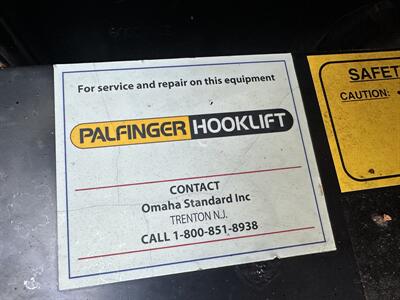 For service and repair on this equipment
PALFINGER HOOKLIFT
CONTACT
Omaha Standard Inc
TRENTON N.J.
CALL 1-800-851-8938
SAFET
CAUTION: